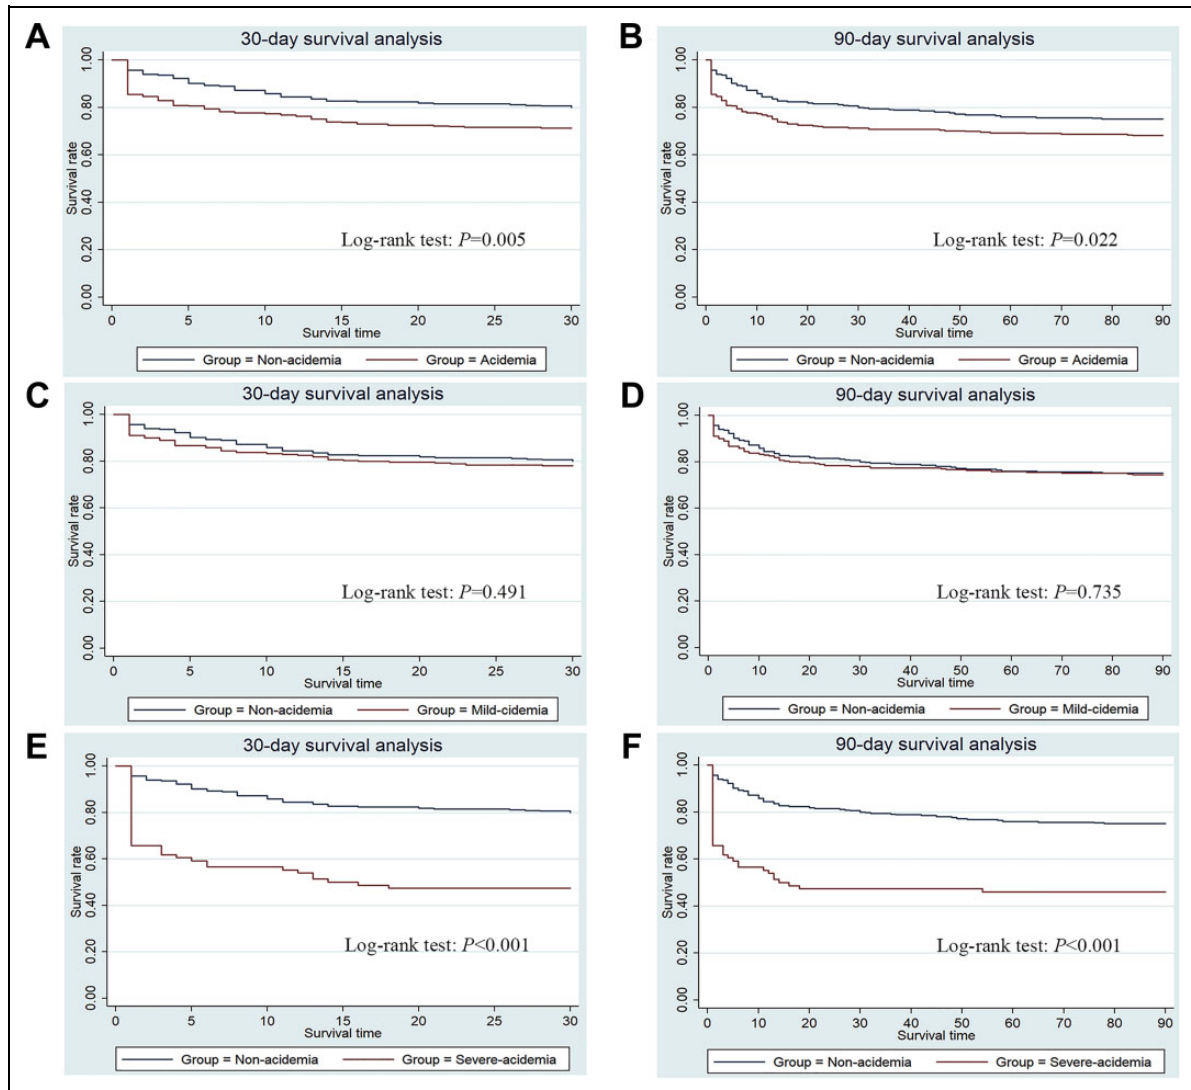 A
30-day survival analysis
Survival rate
1.00
0.80
0.60
0.40
0.20
0.00
Log-rank test: P=0.005
0 5 10 15 20 25 30
Survival time
Group = Non-acidemia Group = Acidemia
B
90-day survival analysis
Survival rate
1.00
0.80
0.60
0.40
0.20
0.00
Log-rank test: P=0.022
0 10 20 30 40 50 60 70 80 90
Survival time
Group = Non-acidemia Group = Acidemia
C
30-day survival analysis
Survival rate
1.00
0.80
0.60
0.40
0.20
0.00
Log-rank test: P=0.491
0 5 10 15 20 25 30
Survival time
Group = Non-acidemia Group = Mild-cidemia
D
90-day survival analysis
Survival rate
1.00
0.80
0.60
0.40
0.20
0.00
Log-rank test: P=0.735
0 10 20 30 40 50 60 70 80 90
Survival time
Group = Non-acidemia Group = Mild-cidemia
E
30-day survival analysis
Survival rate
1.00
0.80
0.60
0.40
0.20
0.00
Log-rank test: P<0.001
0 5 10 15 20 25 30
Survival time
Group = Non-acidemia Group = Severe-acidemia
F
90-day survival analysis
Survival rate
1.00
0.80
0.60
0.40
0.20
0.00
Log-rank test: P<0.001
0 10 20 30 40 50 60 70 80 90
Survival time
Group = Non-acidemia Group = Severe-acidemia